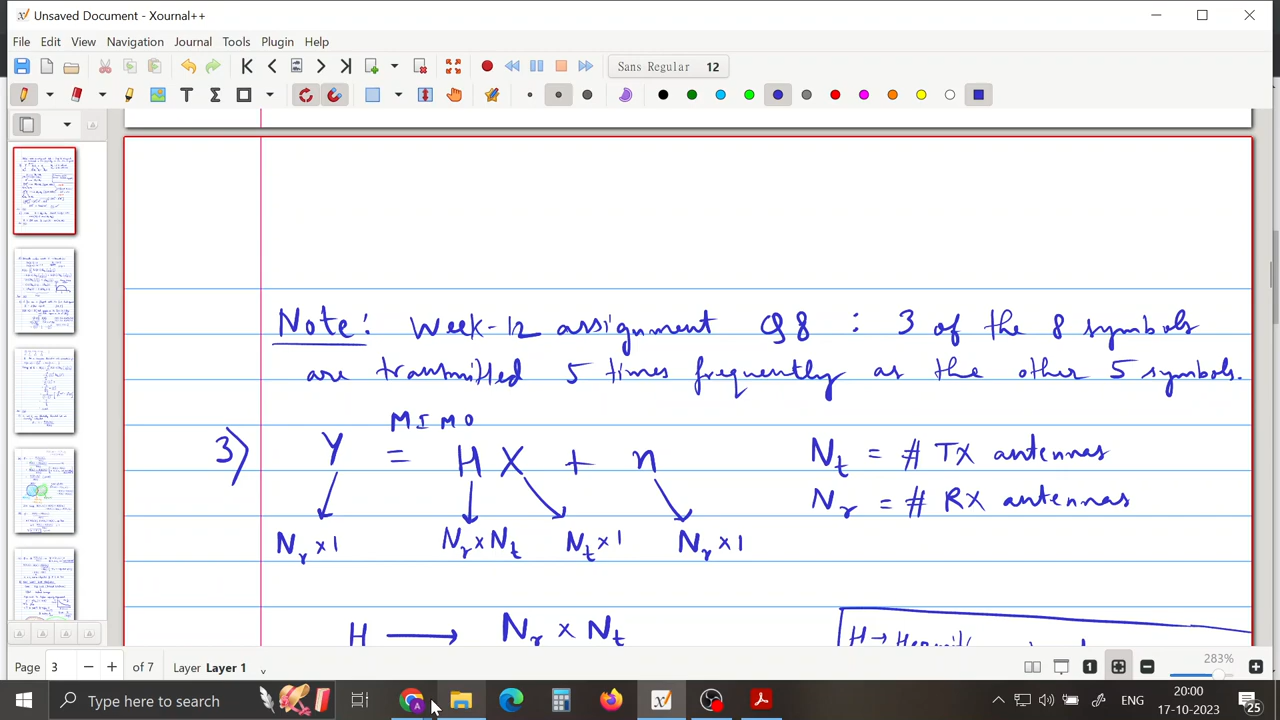 Unsaved Document - Xournal++
File Edit View Navigation Journal Tools Plugin Help
Sans Regular 12
Note: Week-12 assignment Q8 : 3 of the 8 symbols
are transmitted 5 times frequently as the other 5 symbols.
MIMO
3) Y = H X + n
Nt = # TX antennas
Nr = # RX antennas
Nr x 1 Nr x Nt Nt x 1 Nr x 1
H → Nr x Nt
H →
Page 3 of 7 Layer Layer 1
283%
Type here to search
ENG
20:00
17-10-2023
25